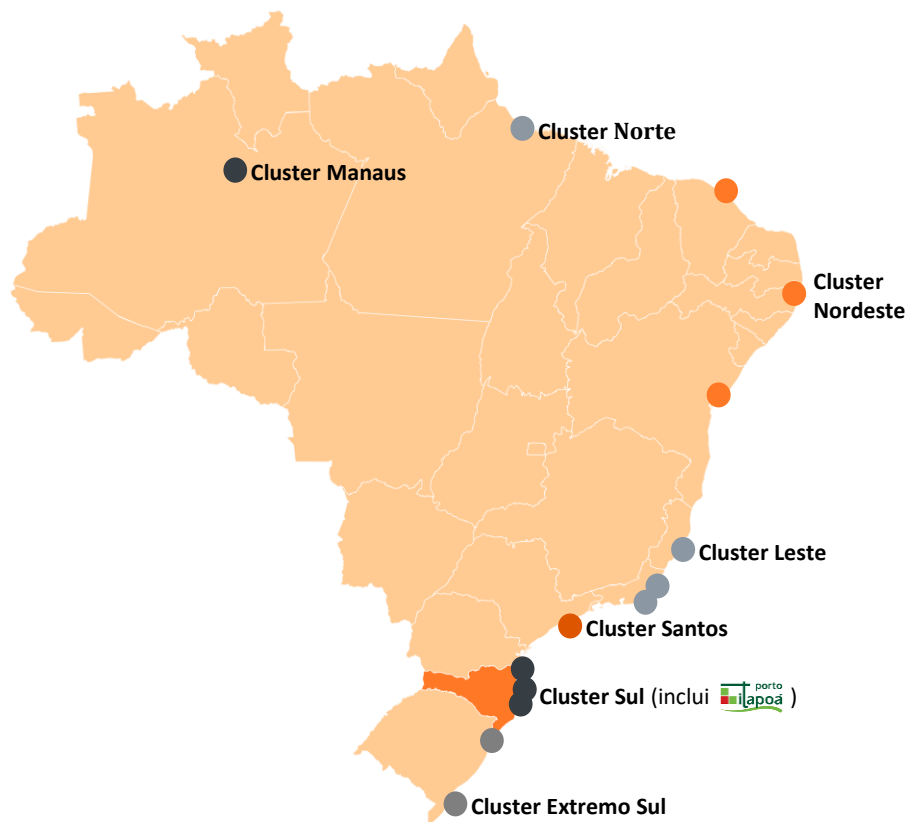 Cluster Norte
Cluster Manaus
Cluster
Nordeste
Cluster Leste
Cluster Santos
Cluster Sul (inclui porto itapoá )
Cluster Extremo Sul